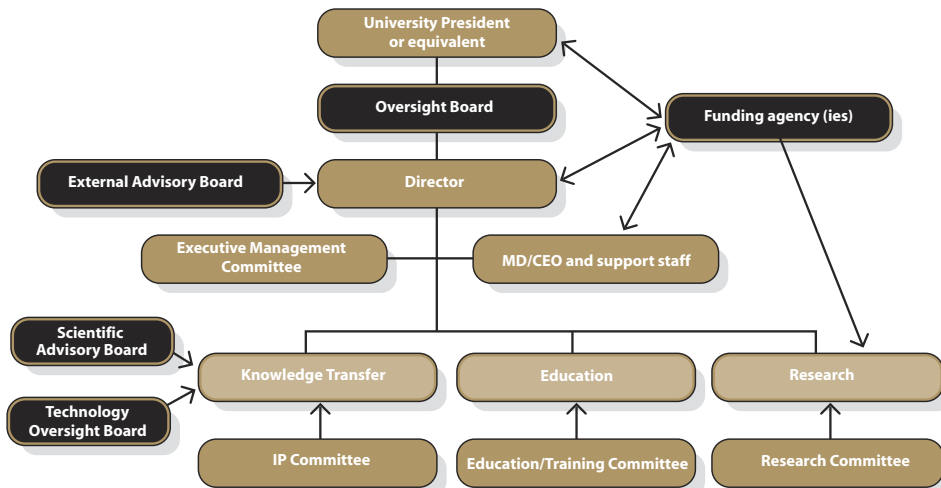 University President
or equivalent
Oversight Board
Funding agency (ies)
External Advisory Board
Director
Executive Management
Committee
MD/CEO and support staff
Scientific
Advisory Board
Knowledge Transfer
Education
Research
Technology
Oversight Board
IP Committee
Education/Training Committee
Research Committee